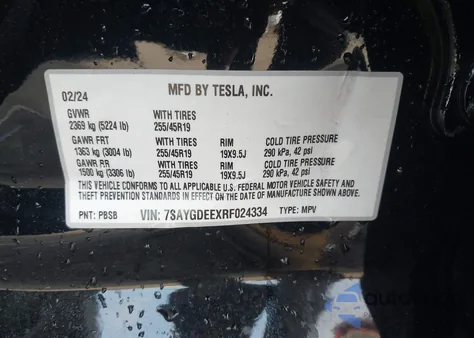 MFD BY TESLA, INC.
02/24
GVWR WITH TIRES
2369 kg (5224 lb) 255/45R19
GAWR FRT WITH TIRES RIM COLD TIRE PRESSURE
1363 kg (3004 lb) 255/45R19 19X9.5J 290 kPa, 42 psi
GAWR RR WITH TIRES RIM COLD TIRE PRESSURE
1500 kg (3306 lb) 255/45R19 19X9.5J 290 kPa, 42 psi
THIS VEHICLE CONFORMS TO ALL APPLICABLE U.S. FEDERAL MOTOR VEHICLE SAFETY AND
THEFT PREVENTION STANDARDS IN EFFECT ON THE DATE OF MANUFACTURE SHOWN ABOVE.
PNT: PBSB VIN: 7SAYGDEEXRF024334 TYPE: MPV